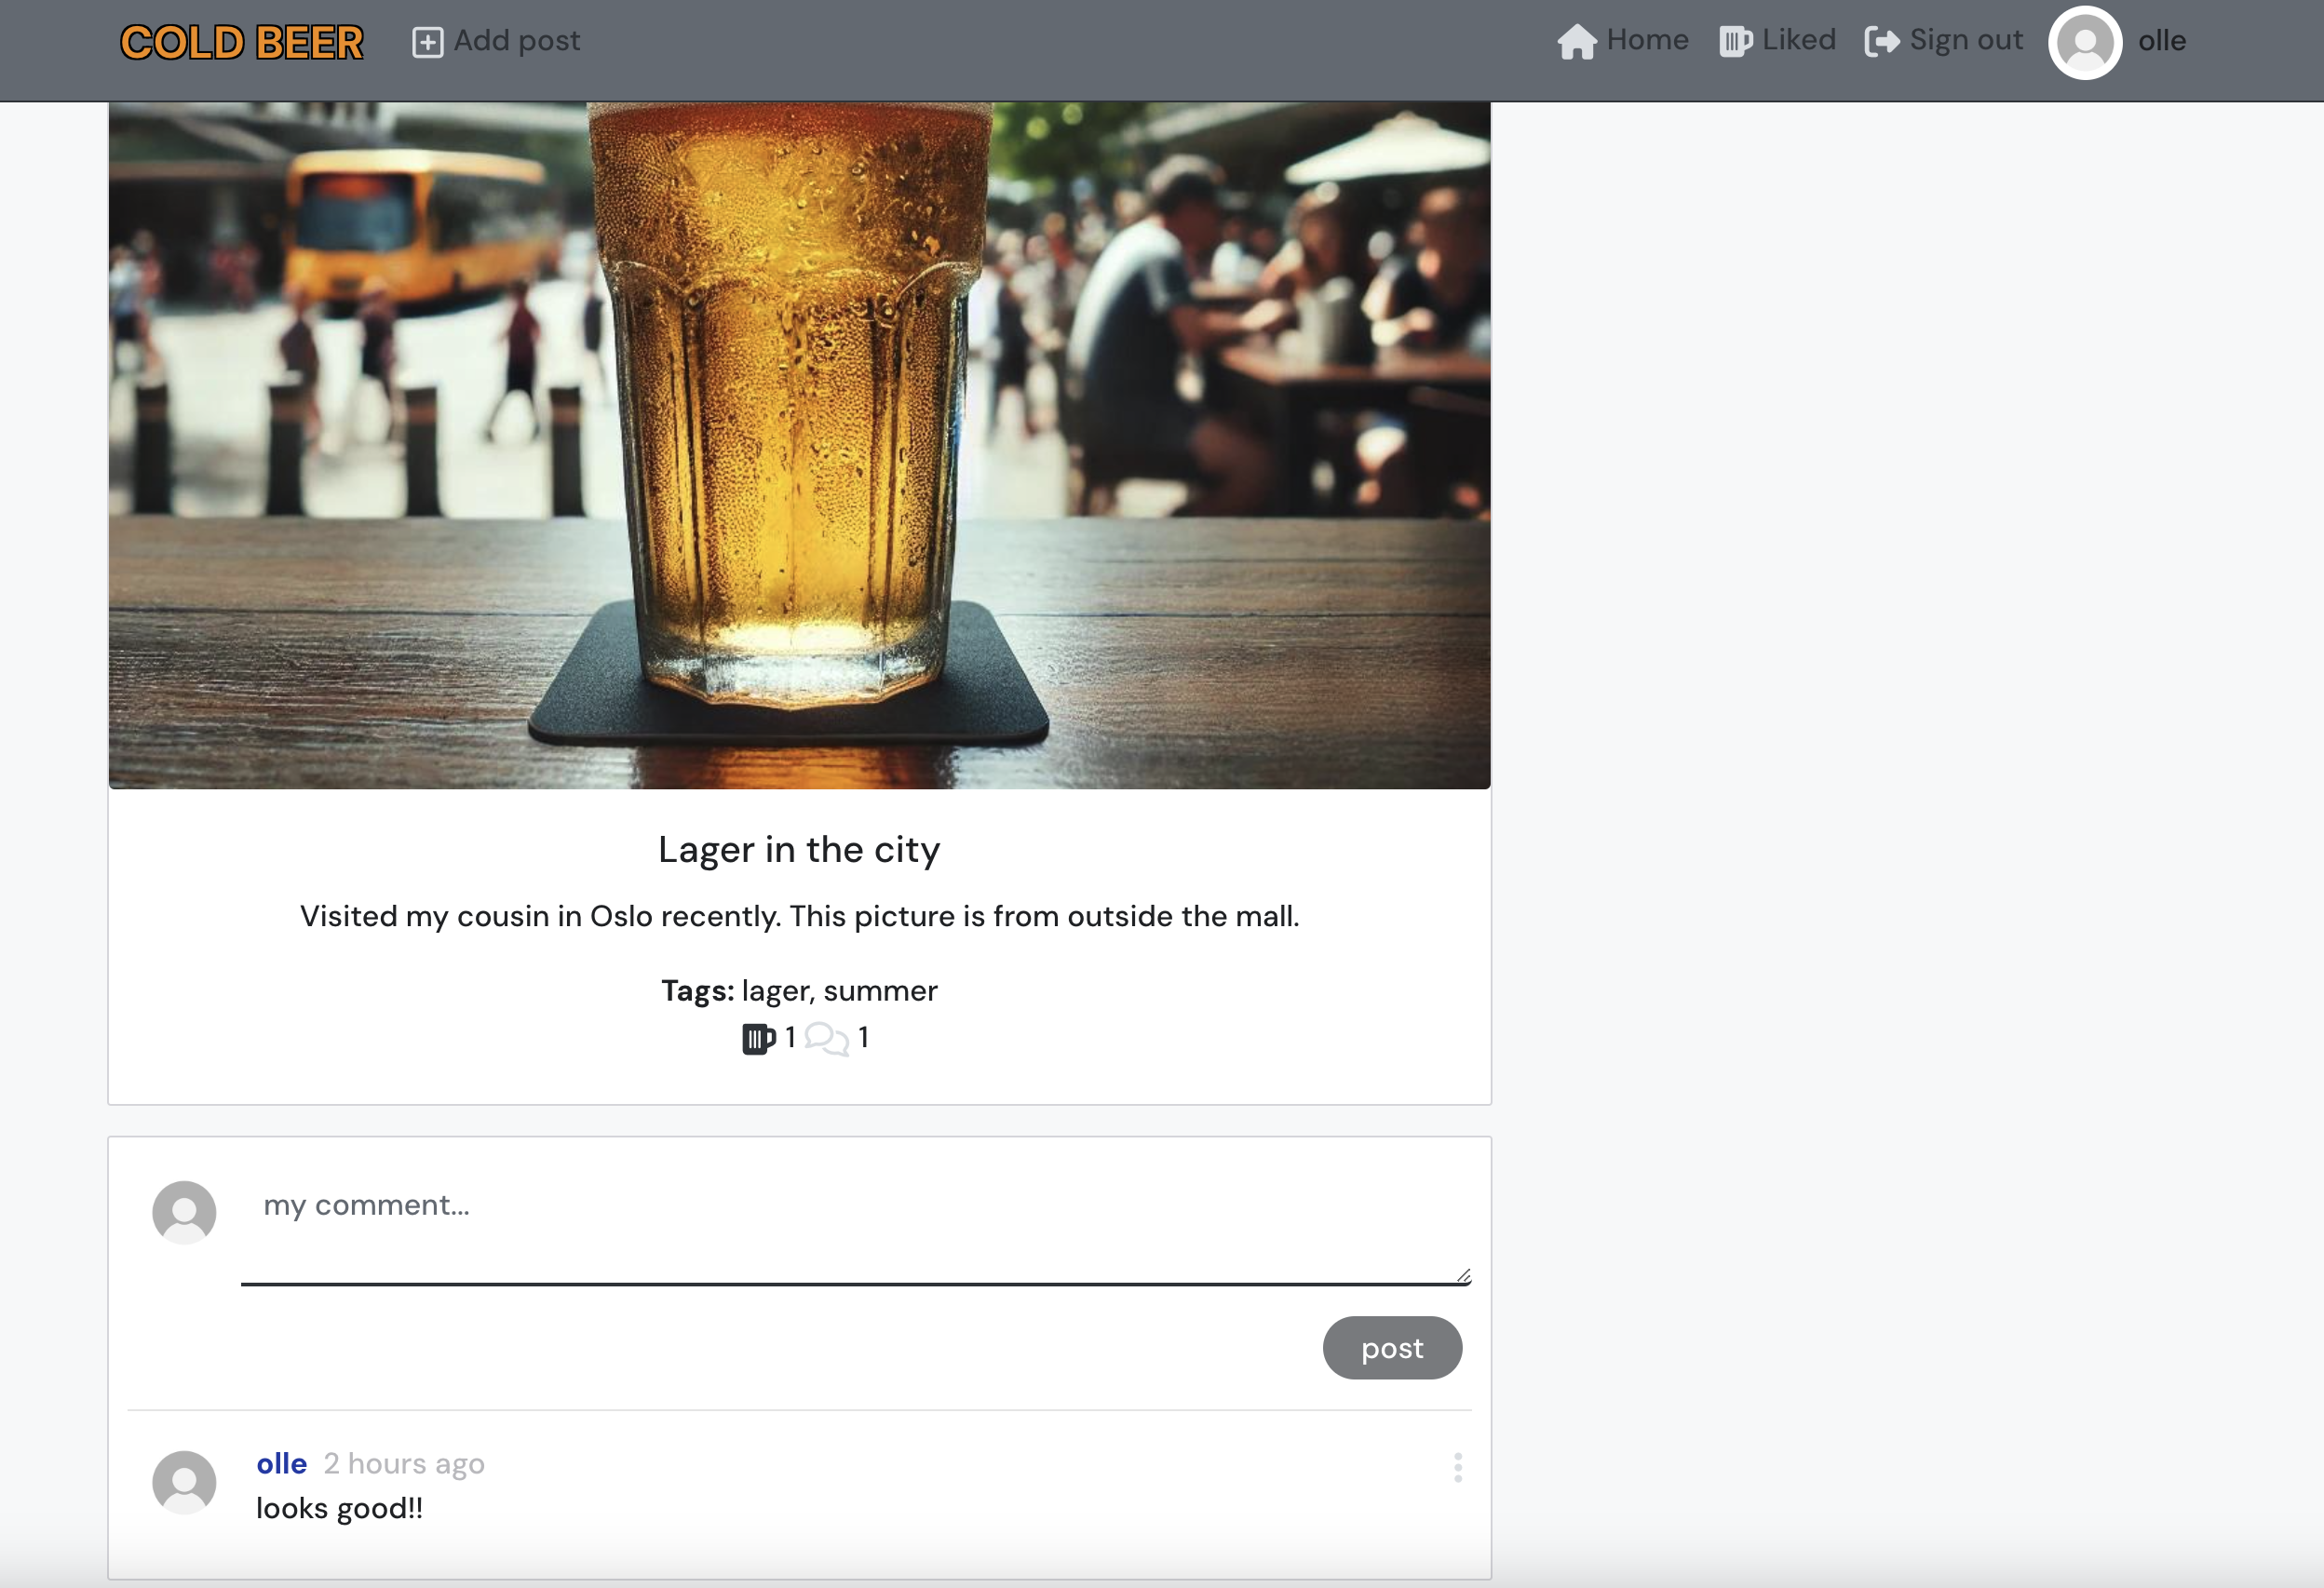 COLD BEER Add post Home Liked Sign out olle
Lager in the city
Visited my cousin in Oslo recently. This picture is from outside the mall.
Tags: lager, summer
1 1
my comment...
post
olle 2 hours ago
looks good!!